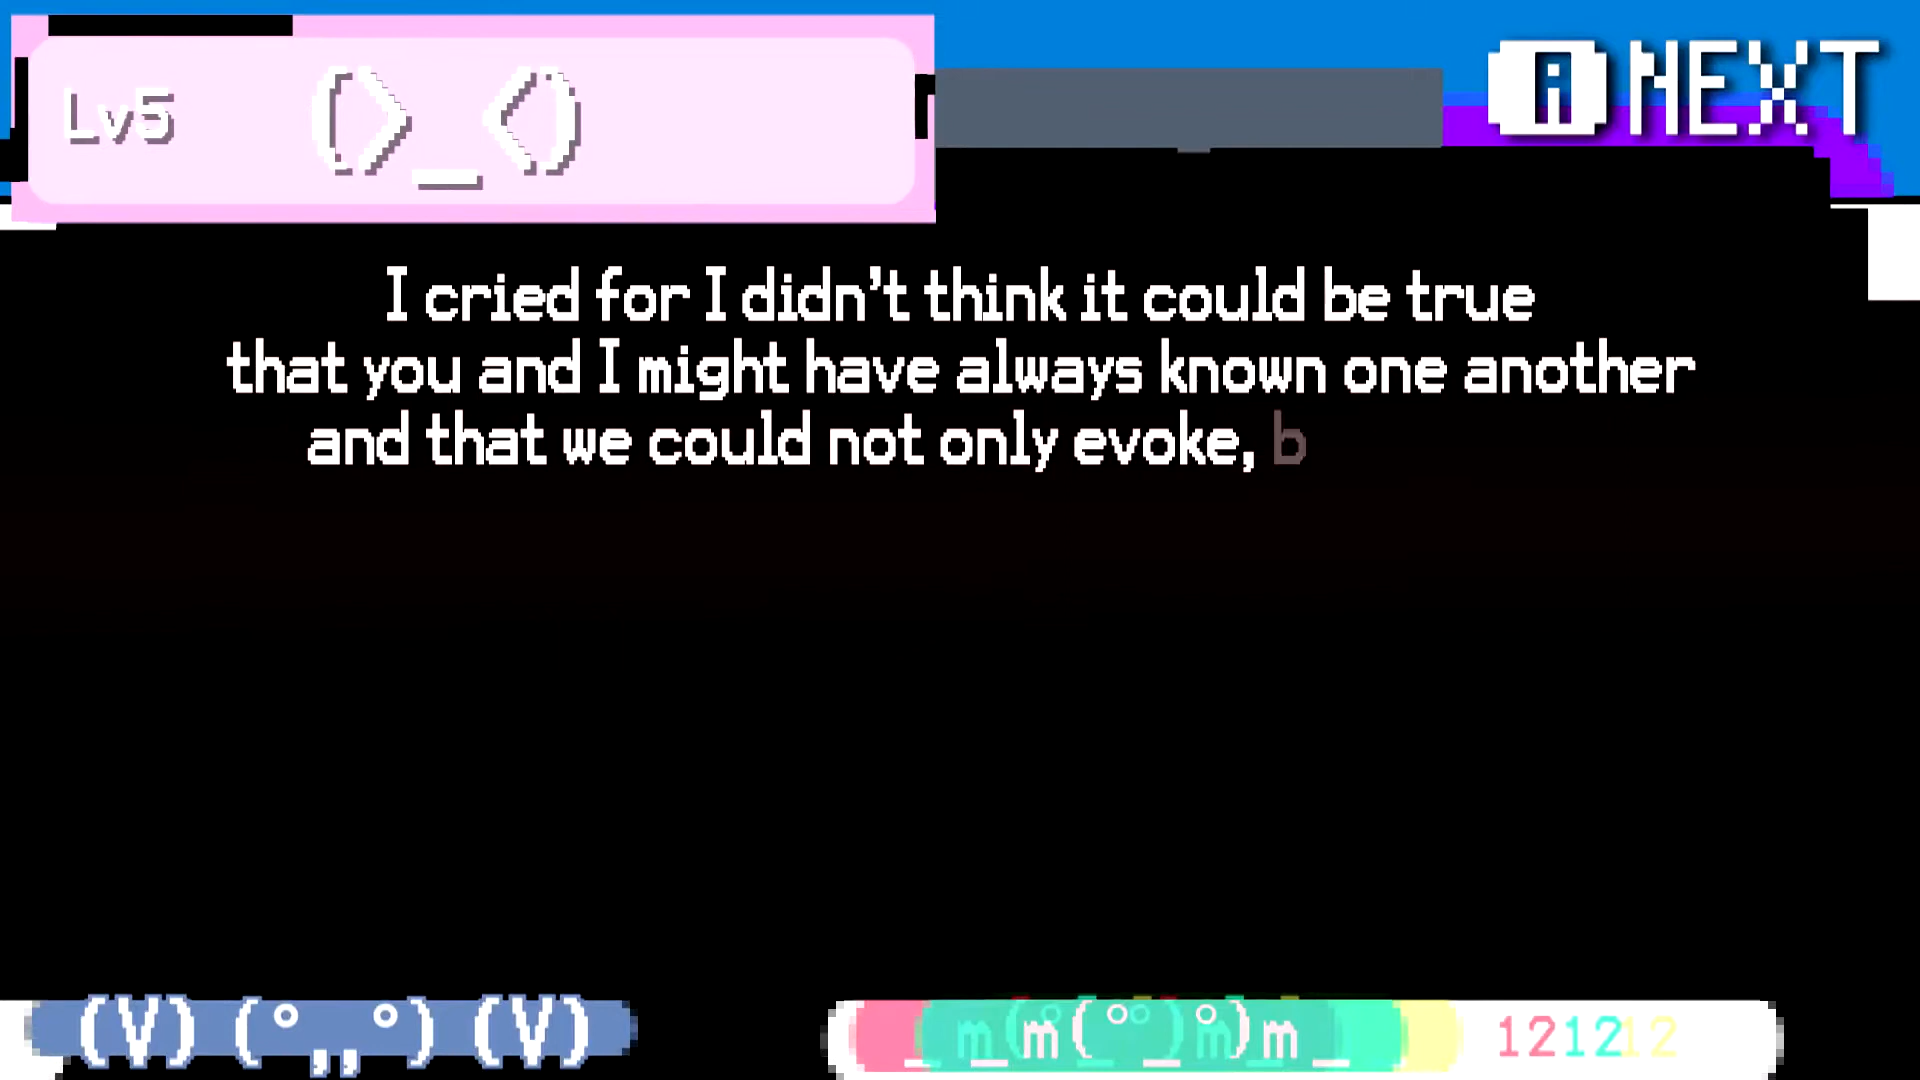 Lv5 (>_<)
NEXT
I cried for I didn't think it could be true
that you and I might have always known one another
and that we could not only evoke, b
(V) (°,,°) (V)
_m(°_°)m_
121212